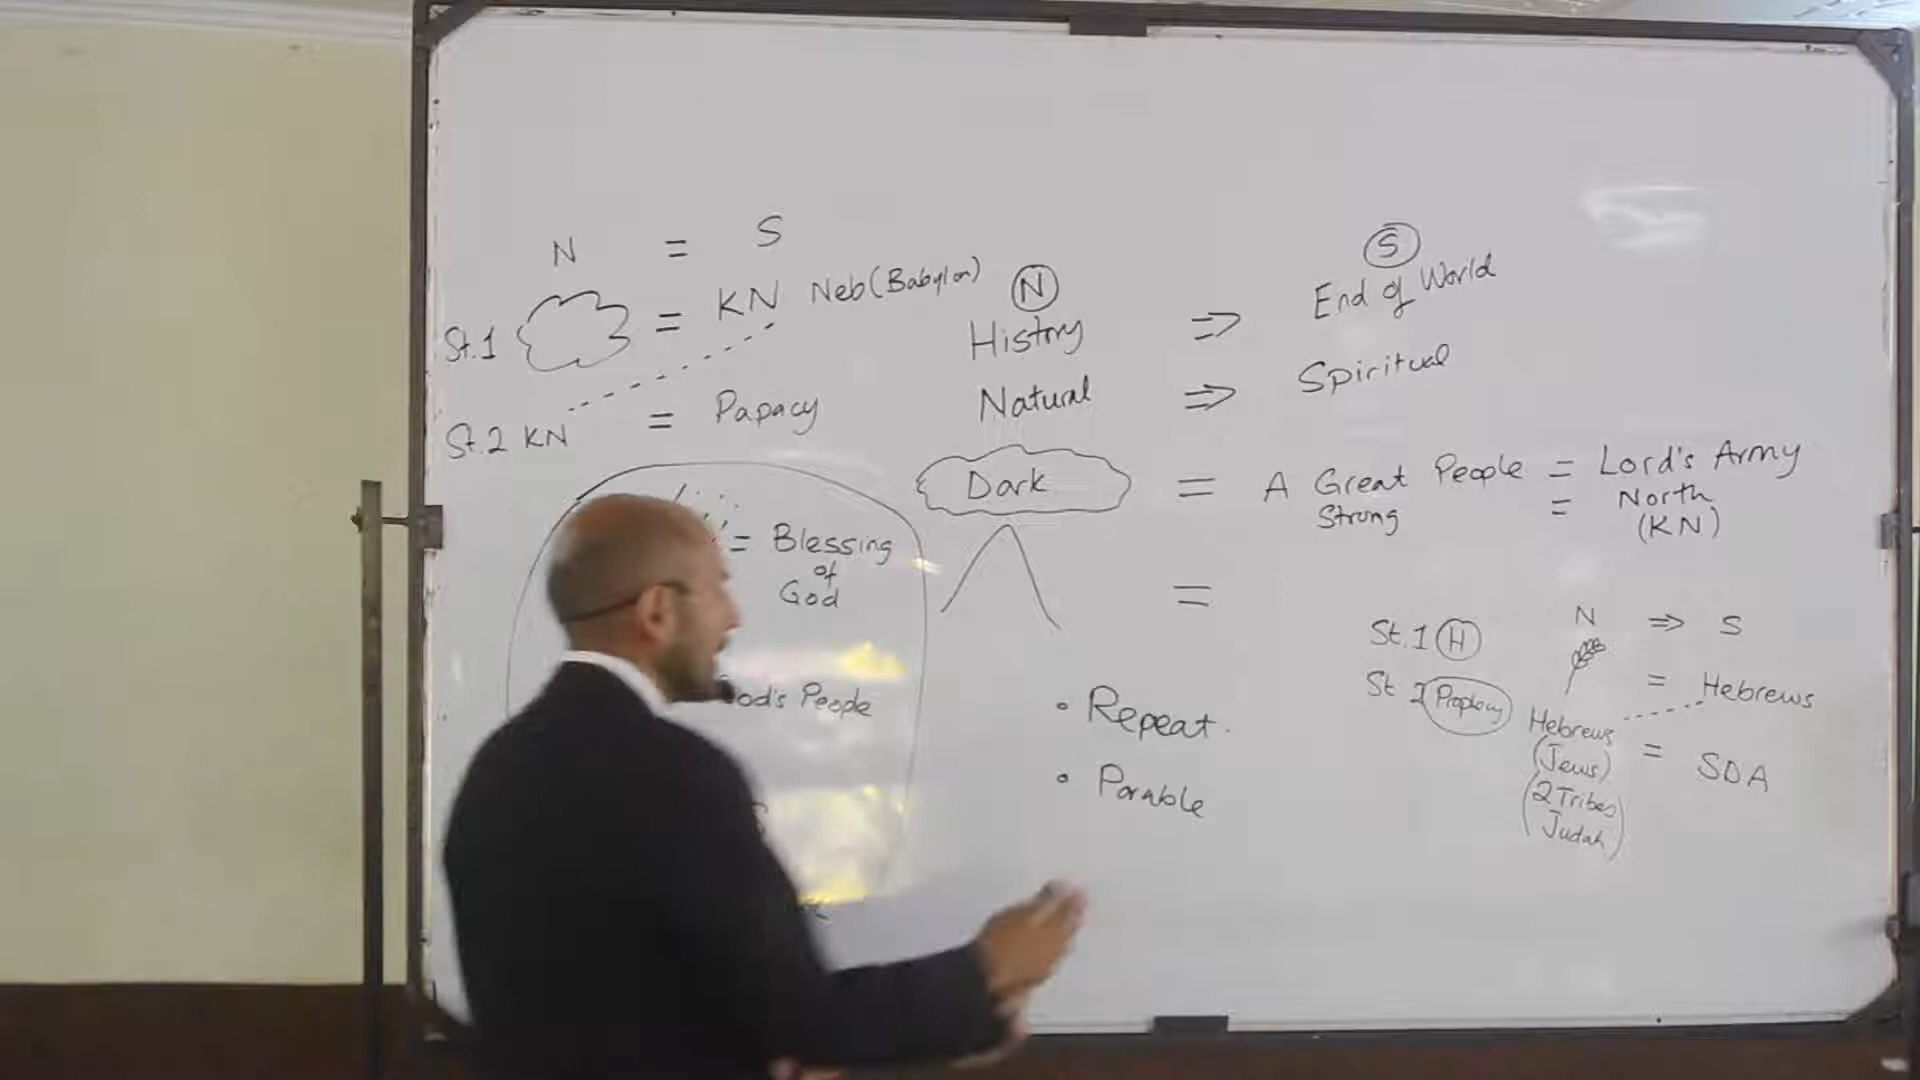 N = S
St.1 = KN Neb (Babylon)
St.2 KN = Papacy
= Blessing
of
God
God's People
N
S
History ⇒ End of World
Natural ⇒ Spiritual
Dark = A Great People = Lord's Army
Strong = North
(KN)
=
• Repeat.
• Parable
N ⇒ S
St.1 H = Hebrews
St 2 Prophecy Hebrews = SDA
(Jews)
(2 Tribes
Judah)